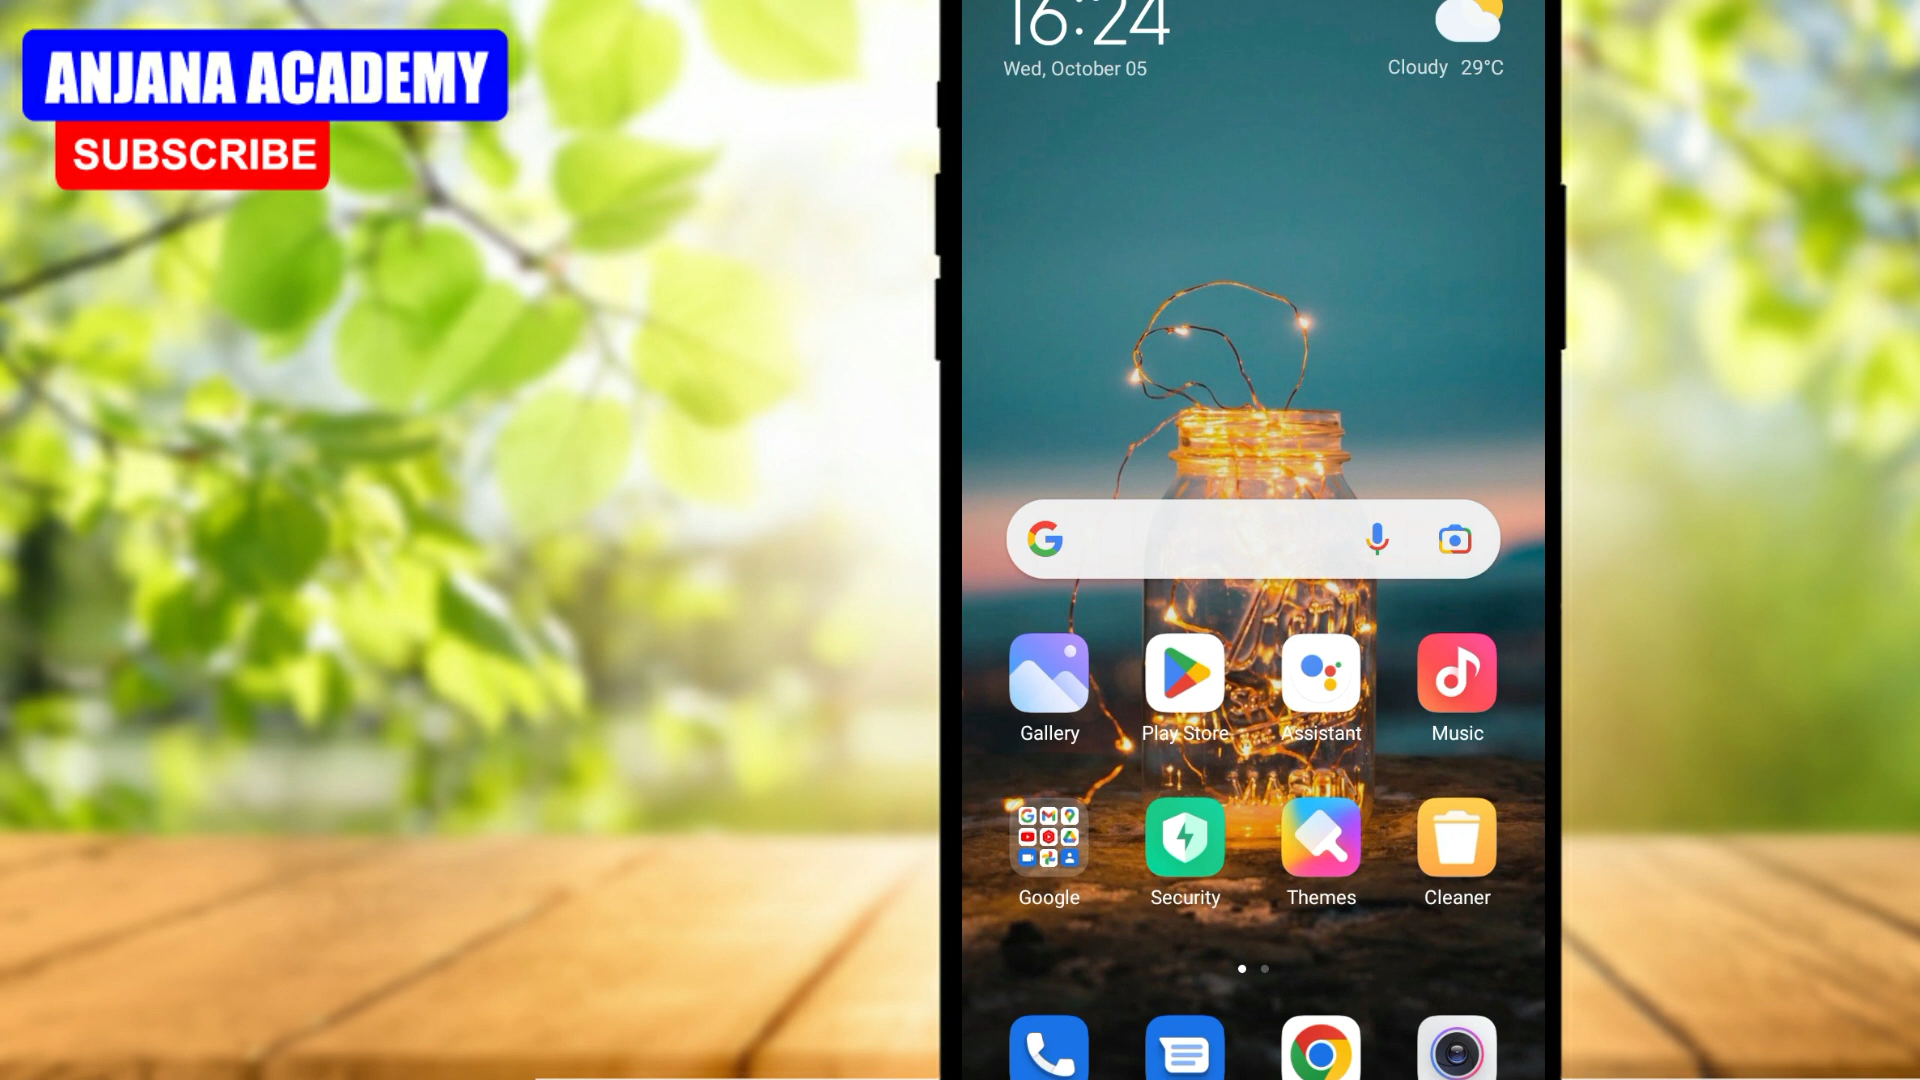 ANJANA ACADEMY
SUBSCRIBE
16:24
Wed, October 05
Cloudy 29°C
Gallery
Play Store
Assistant
Music
Google
Security
Themes
Cleaner